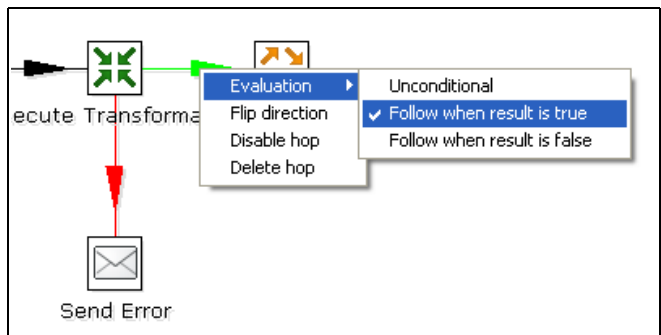 Evaluation
Unconditional
ecute Transforma
Flip direction
Follow when result is true
Disable hop
Follow when result is false
Delete hop
Send Error